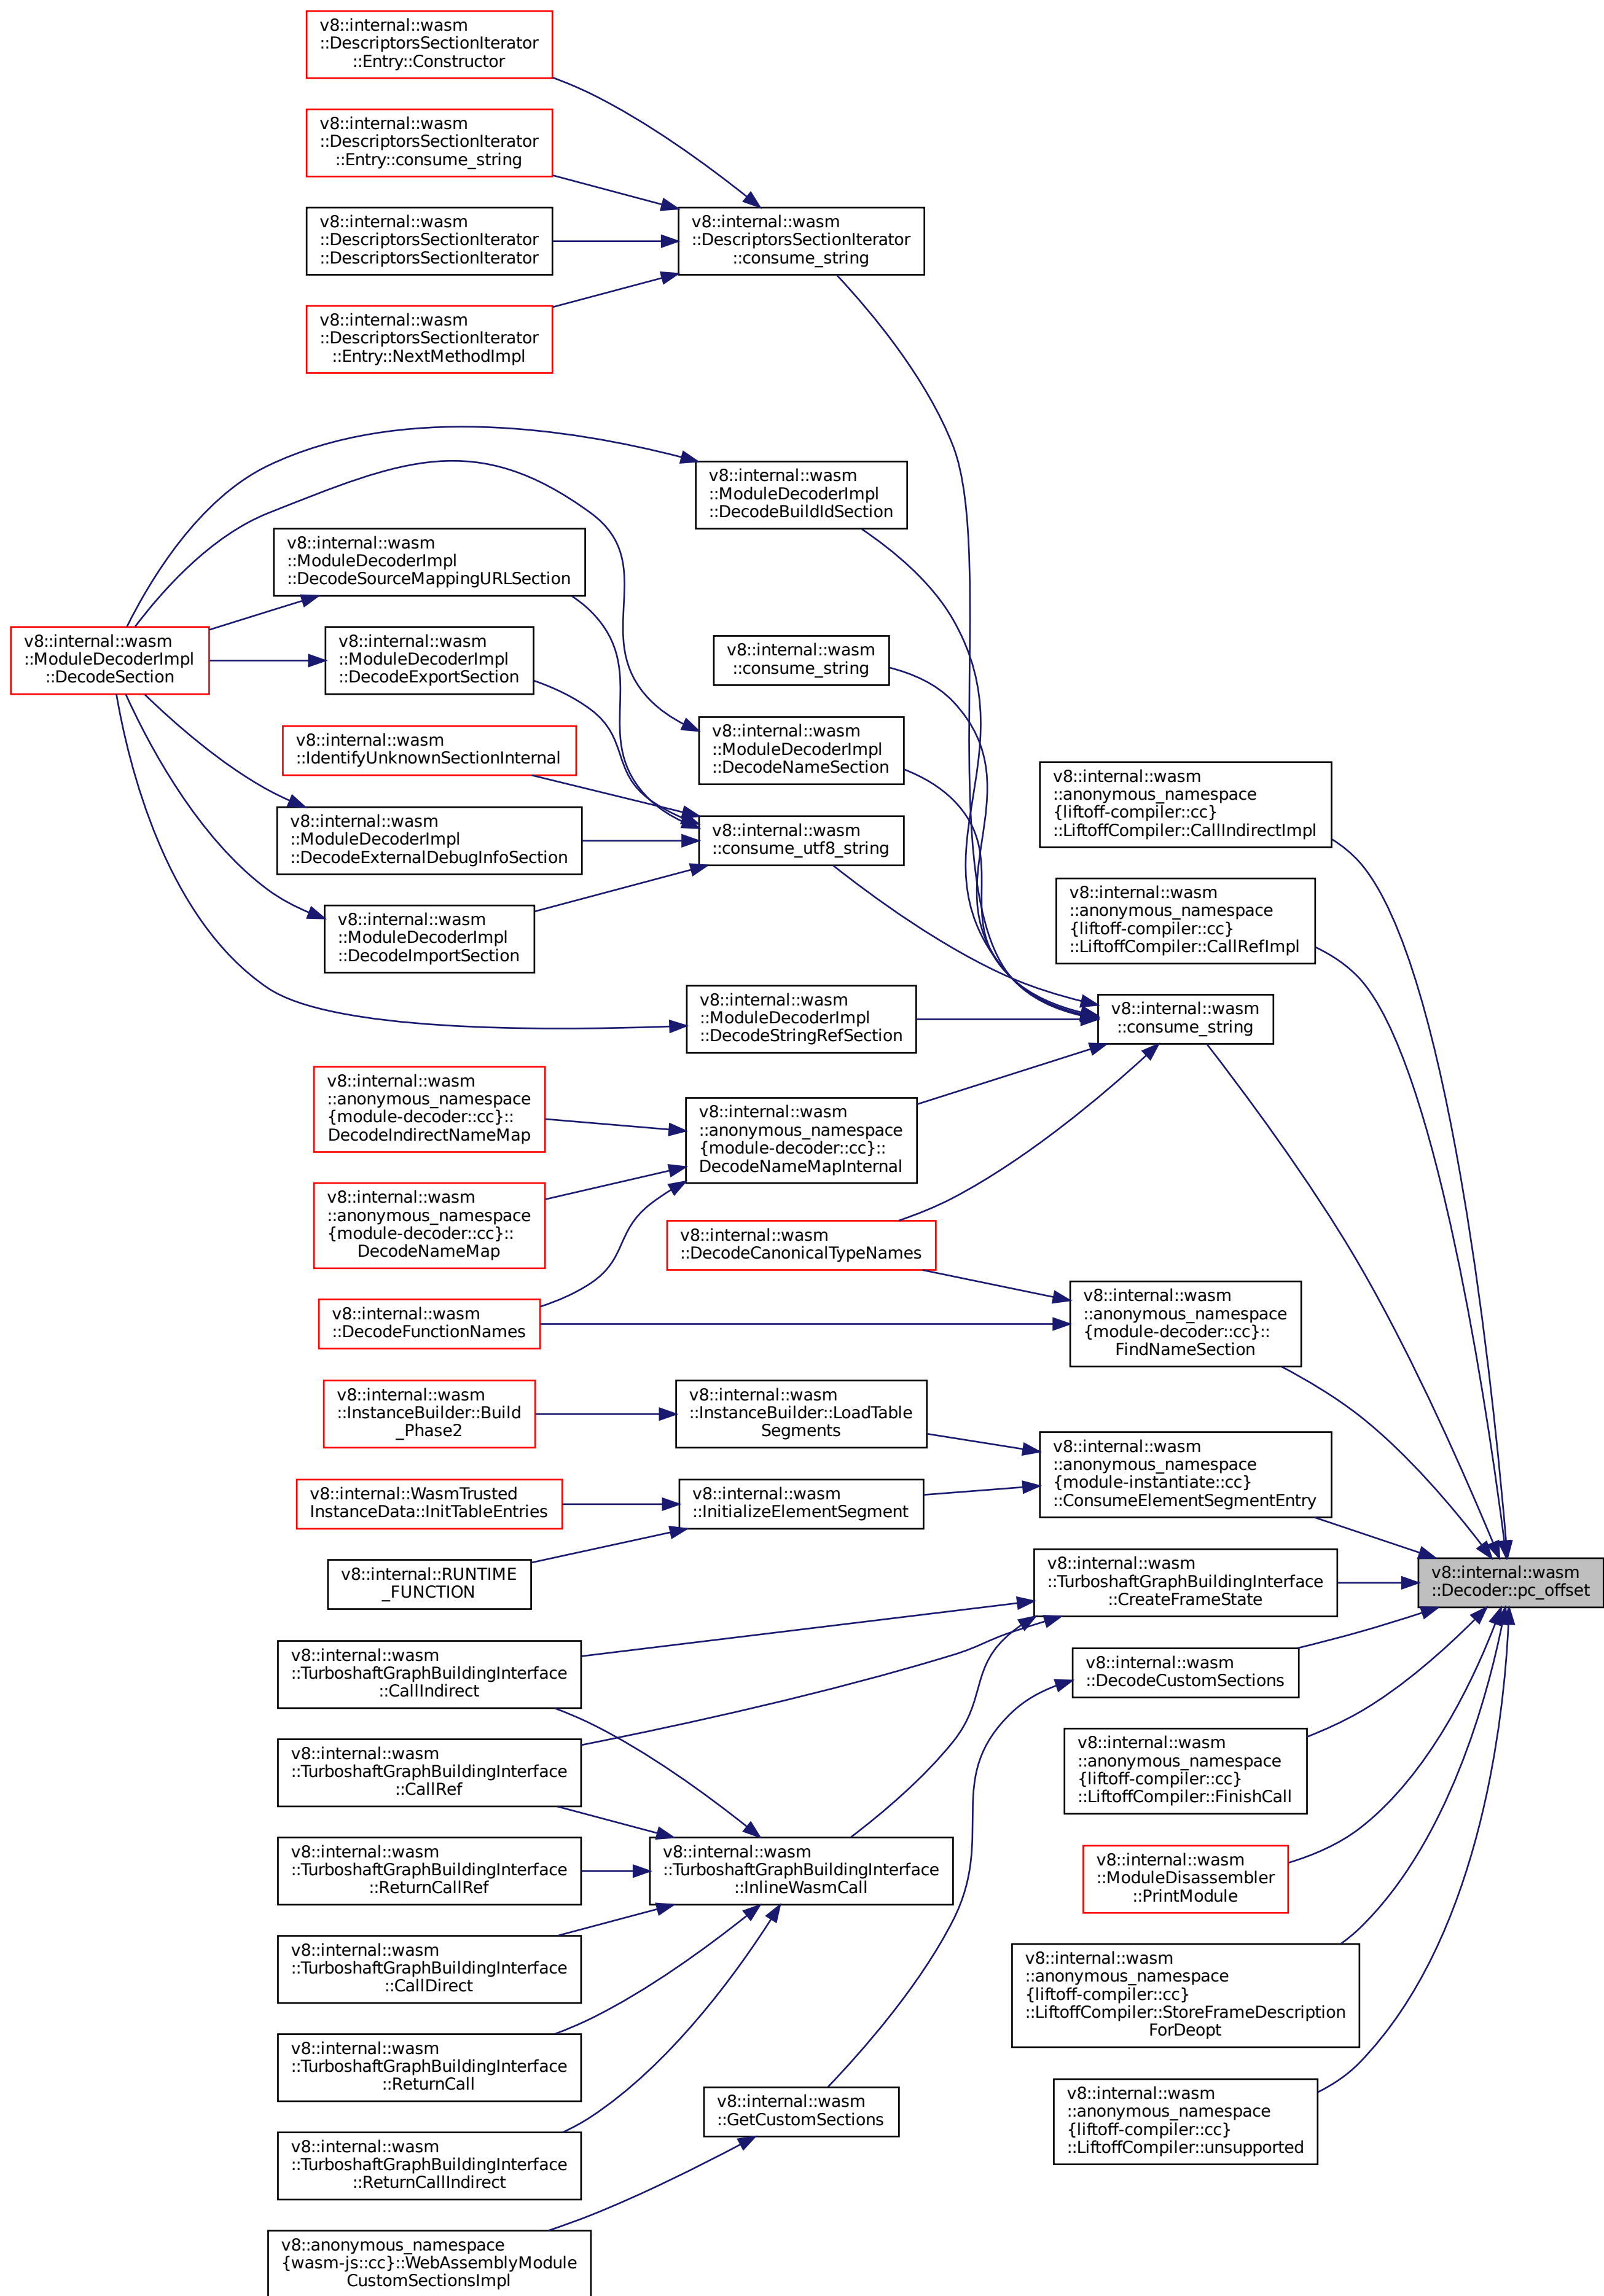 v8::internal::wasm
::DescriptorsSectionIterator
::Entry::Constructor
v8::internal::wasm
::DescriptorsSectionIterator
::Entry::consume_string
v8::internal::wasm
::DescriptorsSectionIterator
::DescriptorsSectionIterator
v8::internal::wasm
::DescriptorsSectionIterator
::consume_string
v8::internal::wasm
::DescriptorsSectionIterator
::Entry::NextMethodImpl
v8::internal::wasm
::ModuleDecoderImpl
::DecodeBuildIdSection
v8::internal::wasm
::ModuleDecoderImpl
::DecodeSourceMappingURLSection
v8::internal::wasm
::ModuleDecoderImpl
::DecodeSection
v8::internal::wasm
::ModuleDecoderImpl
::DecodeExportSection
v8::internal::wasm
::consume_string
v8::internal::wasm
::IdentifyUnknownSectionInternal
v8::internal::wasm
::ModuleDecoderImpl
::DecodeNameSection
v8::internal::wasm
::anonymous_namespace
{liftoff-compiler::cc}
::LiftoffCompiler::CallIndirectImpl
v8::internal::wasm
::ModuleDecoderImpl
::DecodeExternalDebugInfoSection
v8::internal::wasm
::consume_utf8_string
v8::internal::wasm
::anonymous_namespace
{liftoff-compiler::cc}
::LiftoffCompiler::CallRefImpl
v8::internal::wasm
::ModuleDecoderImpl
::DecodeImportSection
v8::internal::wasm
::ModuleDecoderImpl
::DecodeStringRefSection
v8::internal::wasm
::consume_string
v8::internal::wasm
::anonymous_namespace
{module-decoder::cc}::
DecodeIndirectNameMap
v8::internal::wasm
::anonymous_namespace
{module-decoder::cc}::
DecodeNameMapInternal
v8::internal::wasm
::anonymous_namespace
{module-decoder::cc}::
DecodeNameMap
v8::internal::wasm
::DecodeCanonicalTypeNames
v8::internal::wasm
::DecodeFunctionNames
v8::internal::wasm
::anonymous_namespace
{module-decoder::cc}::
FindNameSection
v8::internal::wasm
::InstanceBuilder::Build
_Phase2
v8::internal::wasm
::InstanceBuilder::LoadTable
Segments
v8::internal::wasm
::anonymous_namespace
{module-instantiate::cc}
::ConsumeElementSegmentEntry
v8::internal::WasmTrusted
InstanceData::InitTableEntries
v8::internal::wasm
::InitializeElementSegment
v8::internal::RUNTIME
_FUNCTION
v8::internal::wasm
::TurboshaftGraphBuildingInterface
::CreateFrameState
v8::internal::wasm
::Decoder::pc_offset
v8::internal::wasm
::TurboshaftGraphBuildingInterface
::CallIndirect
v8::internal::wasm
::DecodeCustomSections
v8::internal::wasm
::TurboshaftGraphBuildingInterface
::CallRef
v8::internal::wasm
::anonymous_namespace
{liftoff-compiler::cc}
::LiftoffCompiler::FinishCall
v8::internal::wasm
::TurboshaftGraphBuildingInterface
::ReturnCallRef
v8::internal::wasm
::TurboshaftGraphBuildingInterface
::InlineWasmCall
v8::internal::wasm
::ModuleDisassembler
::PrintModule
v8::internal::wasm
::TurboshaftGraphBuildingInterface
::CallDirect
v8::internal::wasm
::anonymous_namespace
{liftoff-compiler::cc}
::LiftoffCompiler::StoreFrameDescription
ForDeopt
v8::internal::wasm
::TurboshaftGraphBuildingInterface
::ReturnCall
v8::internal::wasm
::GetCustomSections
v8::internal::wasm
::anonymous_namespace
{liftoff-compiler::cc}
::LiftoffCompiler::unsupported
v8::internal::wasm
::TurboshaftGraphBuildingInterface
::ReturnCallIndirect
v8::anonymous_namespace
{wasm-js::cc}::WebAssemblyModule
CustomSectionsImpl